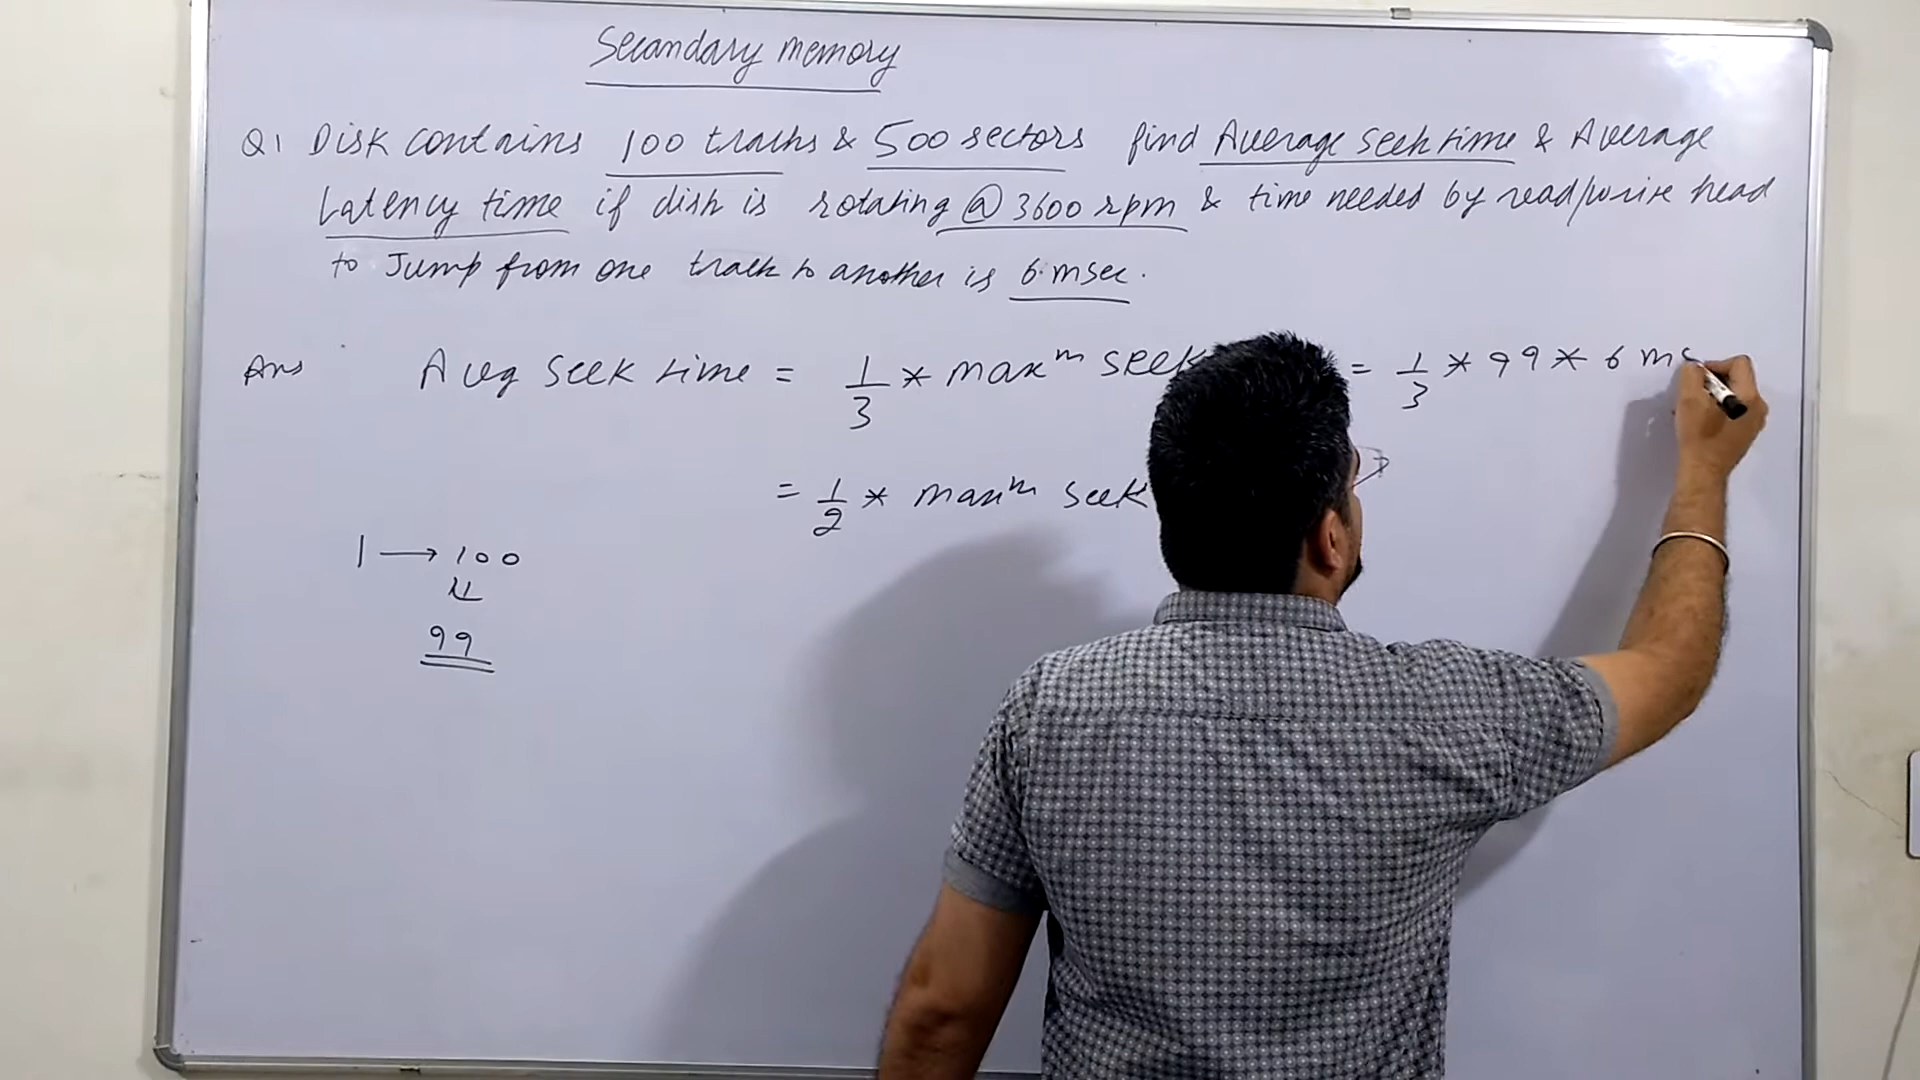 Secondary memory
Q1 Disk contains 100 tracks & 500 sectors find Average seek time & Average
Latency time if disk is rotating @ 3600 rpm & time needed by read/write head
to Jump from one track to another is 6 msec.
Ans Avg seek time = 1/3 * maxᵐ seek = 1/3 * 99 * 6 ms
= 1/2 * maxᵐ seek
1 → 100
⇓
99